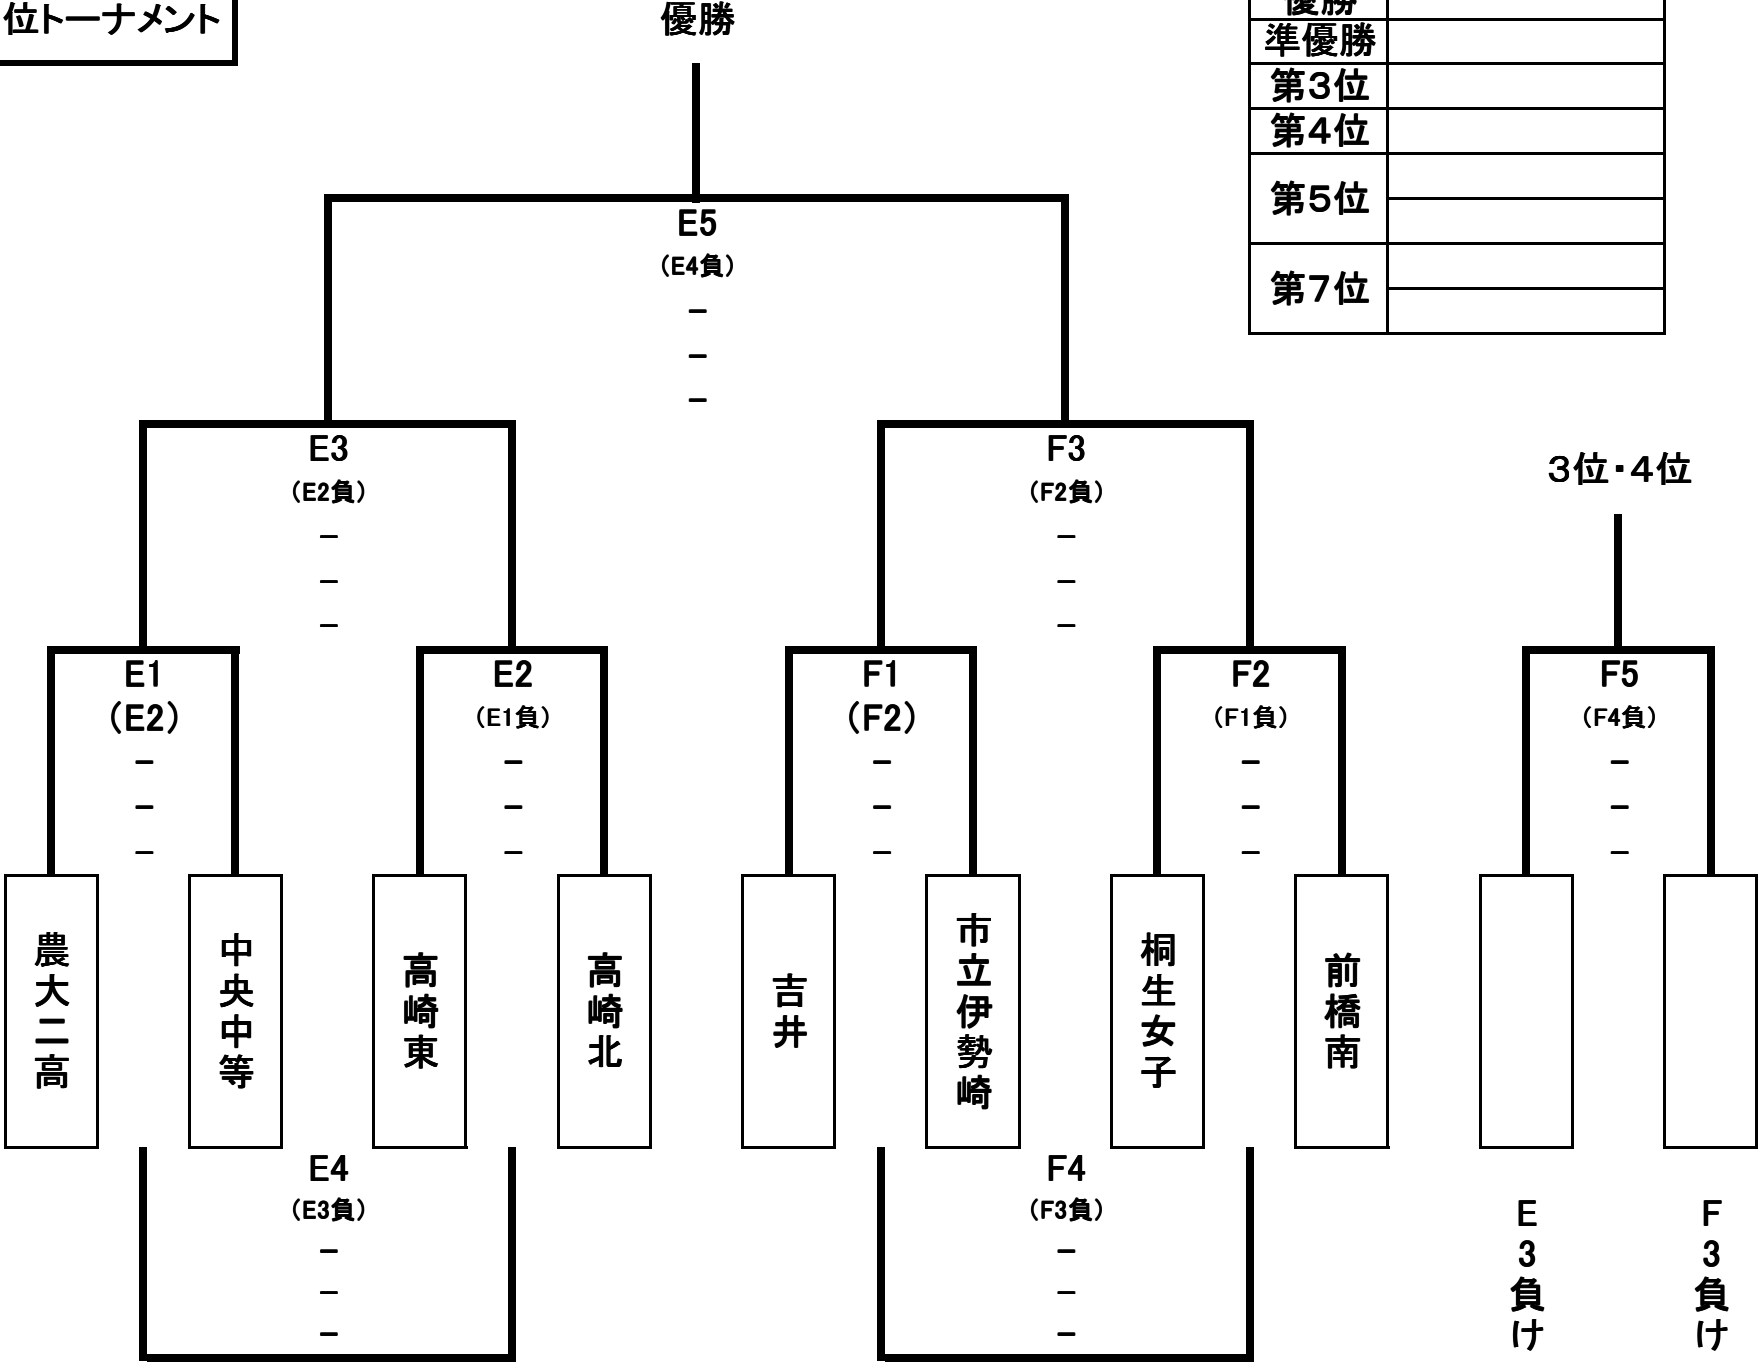 位トーナメント
優勝
優勝
準優勝
第3位
第4位
第5位
第7位
E5
（E4負）
－
－
－
E3
（E2負）
－
－
－
F3
（F2負）
－
－
－
3位・4位
E1
（E2）
－
－
－
E2
（E1負）
－
－
－
F1
（F2）
－
－
－
F2
（F1負）
－
－
－
F5
（F4負）
－
－
－
農大二高
中央中等
高崎東
高崎北
吉井
市立伊勢崎
桐生女子
前橋南
E4
（E3負）
－
－
－
F4
（F3負）
－
－
－
E3負け
F3負け